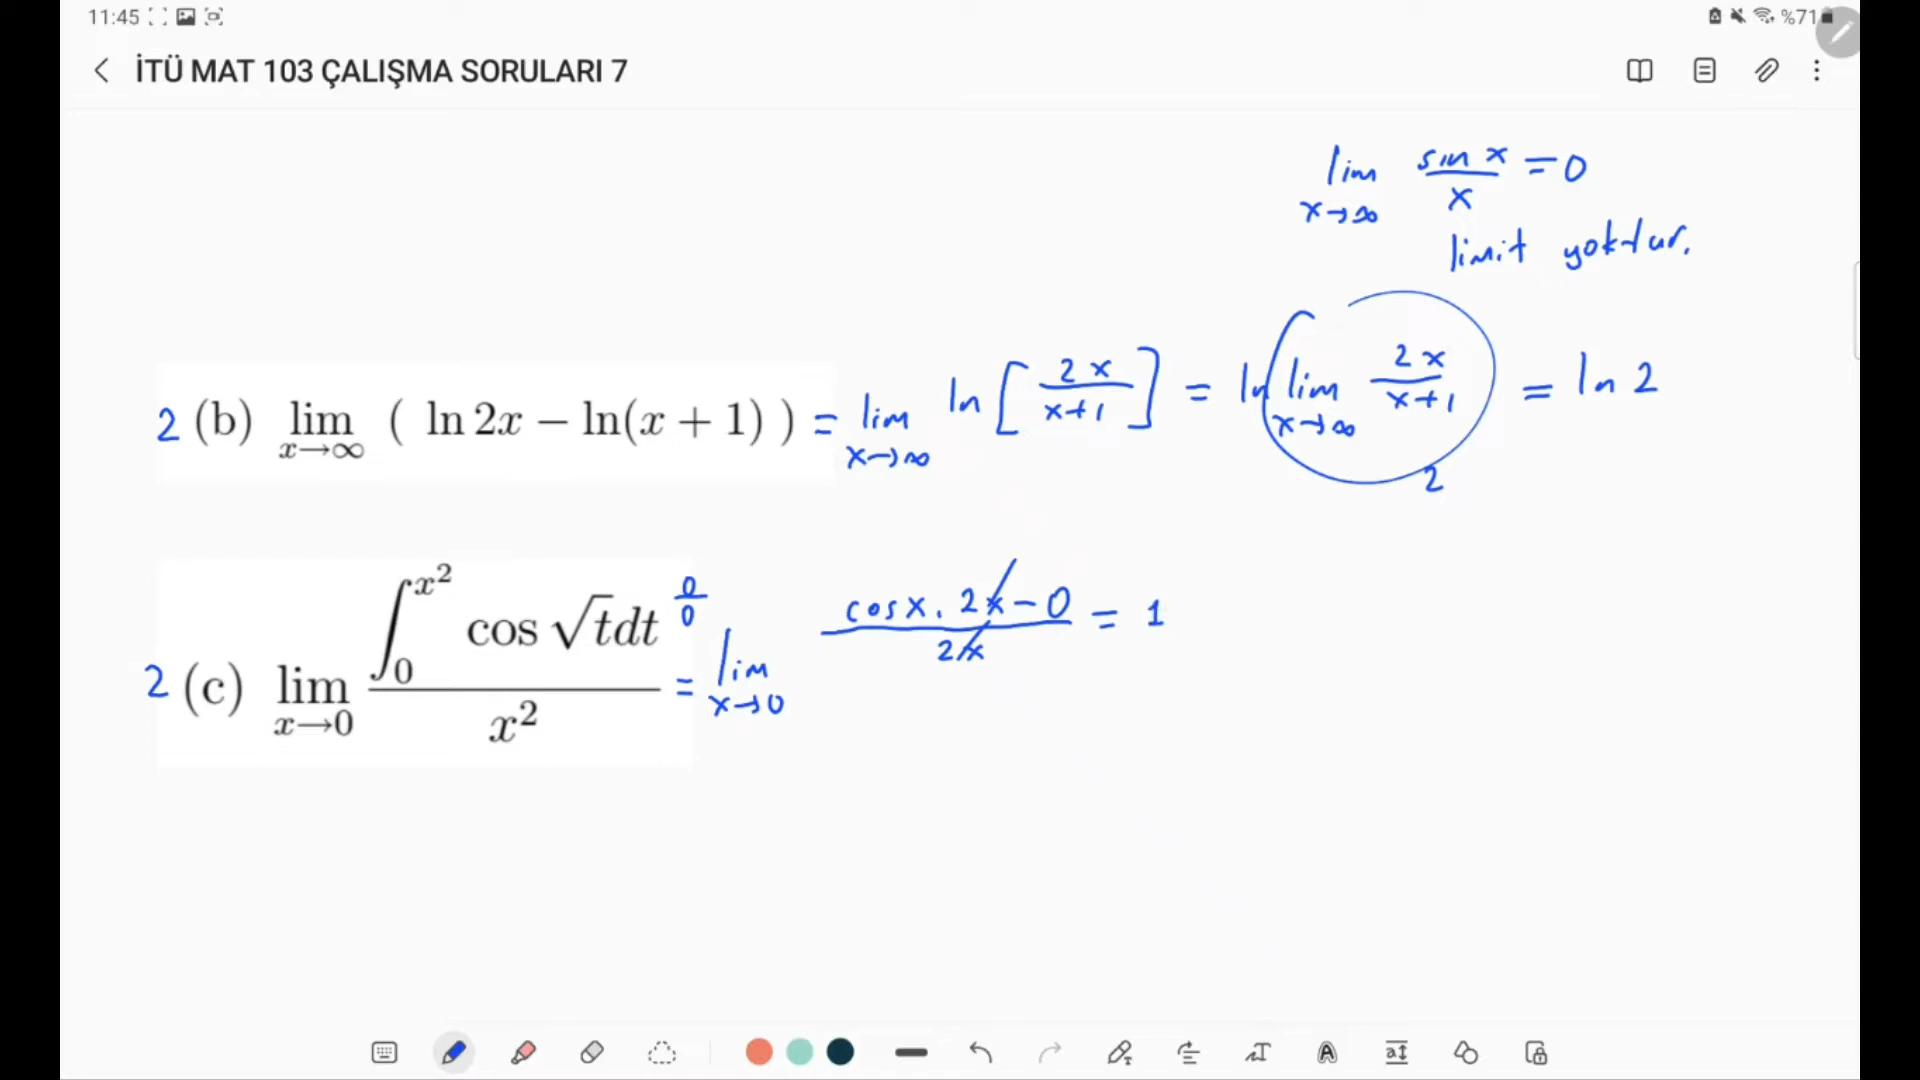 11:45
%71
İTÜ MAT 103 ÇALIŞMA SORULARI 7
lim x→∞ sin x / x = 0
limit yoktur.
2 (b) lim x→∞ ( ln 2x − ln(x + 1) ) = lim x→∞ ln [ 2x / x+1 ] = ln lim x→∞ 2x / x+1 = ln 2
2
2 (c) lim x→0 ∫₀^x² cos √t dt / x² 0/0 = lim x→0 cos x . 2x − 0 / 2x = 1